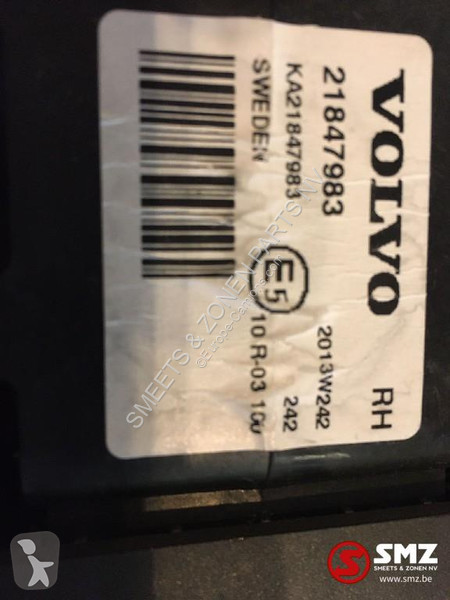 VOLVO RH
21847983 2013W242
KA21847983 242
SWEDEN E5 10 R-03 100
SMEETS & ZONEN PARTS NV
SMZ
SMEETS & ZONEN NV
www.smz.be